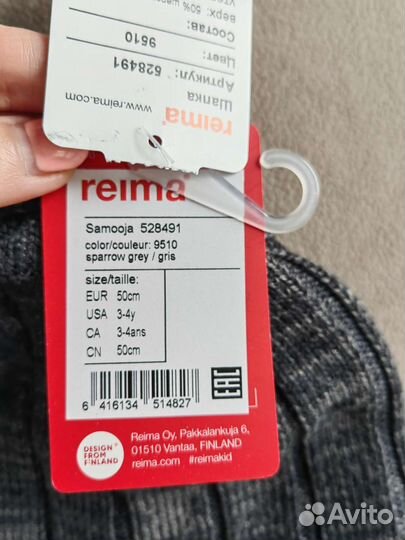 верх: 50% шер
Состав:
Цвет: 9510
Артикул: 528491
Шапка
www.reima.
reima
reima
Samooja 528491
color/couleur: 9510
sparrow grey / gris
size/taille:
EUR 50cm
USA 3-4y
CA 3-4ans
CN 50cm
6 416134 514827
EAC
DESIGN
FROM
FINLAND
Reima Oy, Pakkalankuja 6,
01510 Vantaa, FINLAND
reima.com #reimakid
Avito